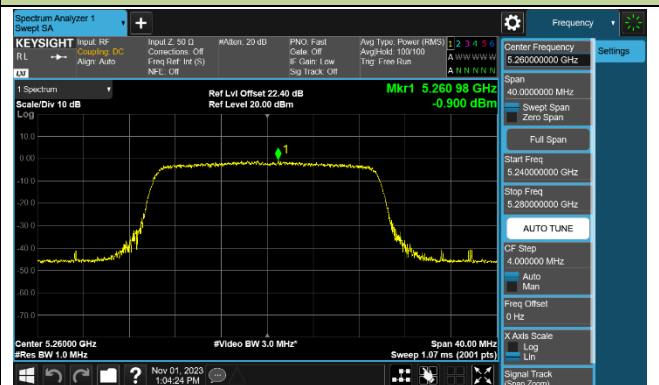 Spectrum Analyzer 1
Swept SA
Frequency
KEYSIGHT
RL
LXI
Input: RF
Coupling: DC
Align: Auto
Input Z: 50 Ω
Corrections: Off
Freq Ref: Int (S)
NFE: Off
#Atten: 20 dB
PNO: Fast
Gate: Off
IF Gain: Low
Sig Track: Off
Avg Type: Power (RMS)
Avg|Hold: 100/100
Trig: Free Run
1 2 3 4 5 6
A W W W W W
A N N N N N
1 Spectrum
Scale/Div 10 dB
Log
Ref Lvl Offset 22.40 dB
Ref Level 20.00 dBm
Mkr1 5.260 98 GHz
-0.900 dBm
1
10.0
0.00
-10.0
-20.0
-30.0
-40.0
-50.0
-60.0
-70.0
Center 5.26000 GHz
#Res BW 1.0 MHz
#Video BW 3.0 MHz*
Span 40.00 MHz
Sweep 1.07 ms (2001 pts)
Nov 01, 2023
1:04:24 PM
?
Center Frequency
5.260000000 GHz
Settings
Span
40.0000000 MHz
Swept Span
Zero Span
Full Span
Start Freq
5.240000000 GHz
Stop Freq
5.280000000 GHz
AUTO TUNE
CF Step
4.000000 MHz
Auto
Man
Freq Offset
0 Hz
X Axis Scale
Log
Lin
Signal Track
(Span Zoom)